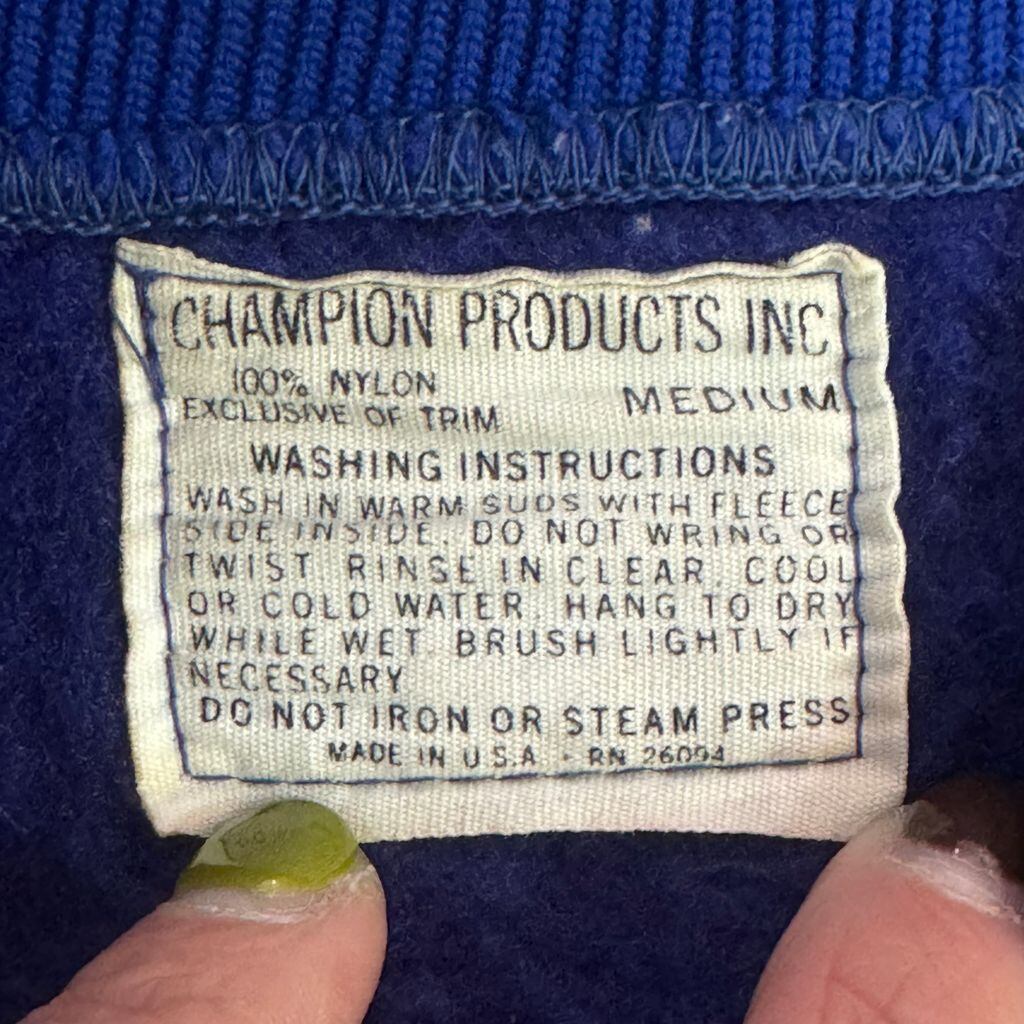 CHAMPION PRODUCTS INC
100% NYLON
EXCLUSIVE OF TRIM
MEDIUM
WASHING INSTRUCTIONS
WASH IN WARM SUDS WITH FLEECE
SIDE INSIDE. DO NOT WRING OR
TWIST RINSE IN CLEAR, COOL
OR COLD WATER. HANG TO DRY
WHILE WET BRUSH LIGHTLY IF
NECESSARY
DO NOT IRON OR STEAM PRESS
MADE IN U.S.A - RN 26094